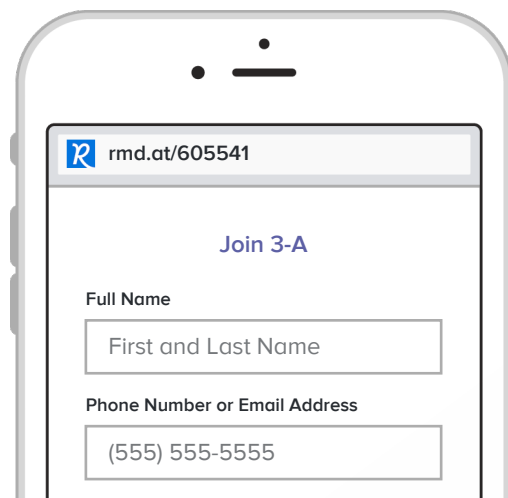 rmd.at/605541
Join 3-A
Full Name
First and Last Name
Phone Number or Email Address
(555) 555-5555